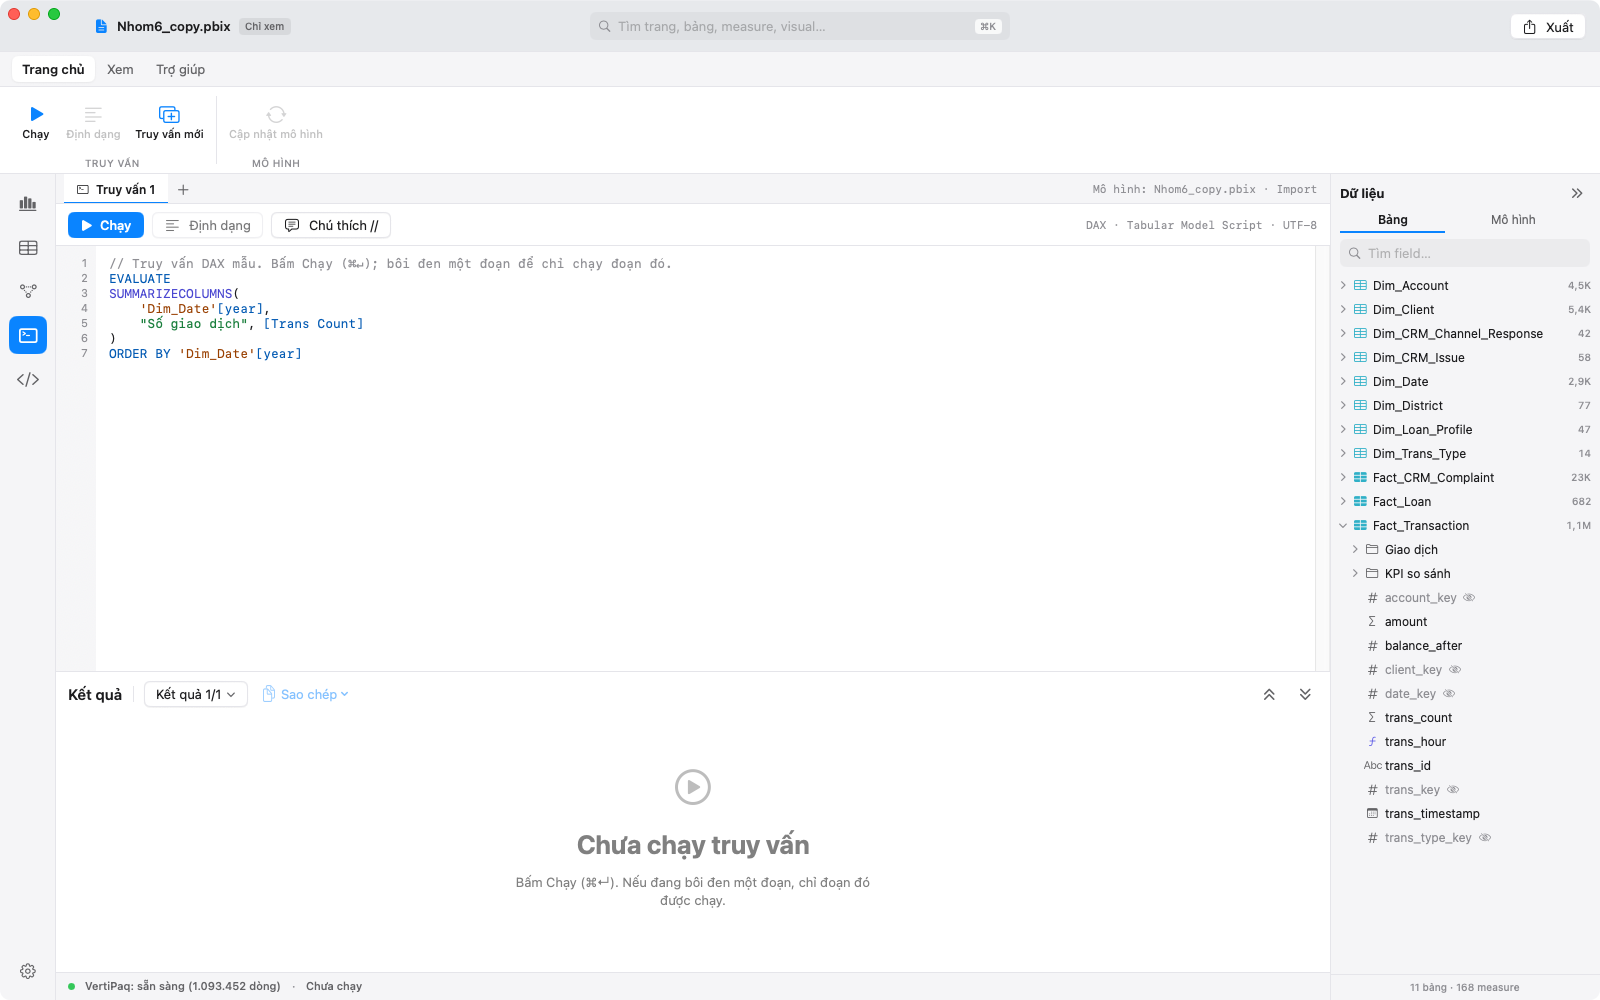 Nhom6_copy.pbix
Chỉ xem
Tìm trang, bảng, measure, visual...
⌘K
Xuất
Trang chủ
Xem
Trợ giúp
Chạy
Định dạng
Truy vấn mới
Cập nhật mô hình
TRUY VẤN
MÔ HÌNH
Truy vấn 1
Mô hình: Nhom6_copy.pbix · Import
Chạy
Định dạng
Chú thích //
DAX · Tabular Model Script · UTF-8
1 // Truy vấn DAX mẫu. Bấm Chạy (⌘↵); bôi đen một đoạn để chỉ chạy đoạn đó.
2 EVALUATE
3 SUMMARIZECOLUMNS(
4     'Dim_Date'[year],
5     "Số giao dịch", [Trans Count]
6 )
7 ORDER BY 'Dim_Date'[year]
Kết quả
Kết quả 1/1
Sao chép
Chưa chạy truy vấn
Bấm Chạy (⌘↵). Nếu đang bôi đen một đoạn, chỉ đoạn đó
được chạy.
VertiPaq: sẵn sàng (1.093.452 dòng) · Chưa chạy
Dữ liệu
Bảng
Mô hình
Tìm field...
Dim_Account 4,5K
Dim_Client 5,4K
Dim_CRM_Channel_Response 42
Dim_CRM_Issue 58
Dim_Date 2,9K
Dim_District 77
Dim_Loan_Profile 47
Dim_Trans_Type 14
Fact_CRM_Complaint 23K
Fact_Loan 682
Fact_Transaction 1,1M
Giao dịch
KPI so sánh
# account_key
Σ amount
# balance_after
# client_key
# date_key
Σ trans_count
ƒ trans_hour
Abc trans_id
# trans_key
trans_timestamp
# trans_type_key
11 bảng · 168 measure